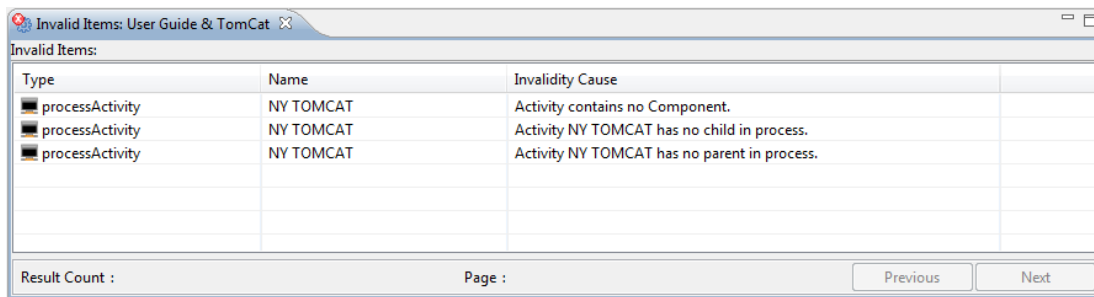 Invalid Items: User Guide & TomCat
Invalid Items:
Type Name Invalidity Cause
processActivity NY TOMCAT Activity contains no Component.
processActivity NY TOMCAT Activity NY TOMCAT has no child in process.
processActivity NY TOMCAT Activity NY TOMCAT has no parent in process.
Result Count : Page : Previous Next